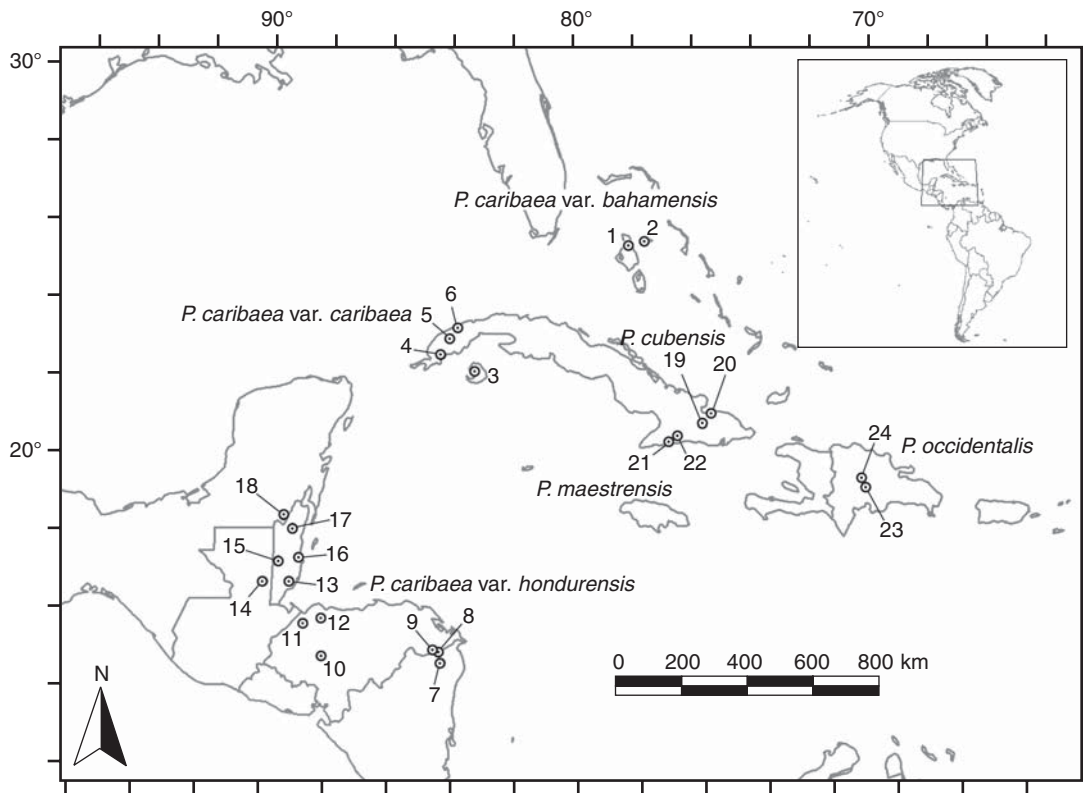 90° 80° 70°
30°
P. caribaea var. bahamensis
1 2
6
P. caribaea var. caribaea 5
4
3
P. cubensis
19 20
20°
21 22
24
P. occidentalis
P. maestrensis
23
18
17
15 16
P. caribaea var. hondurensis
14 13
9 8
11 12
10
7
0 200 400 600 800 km
N